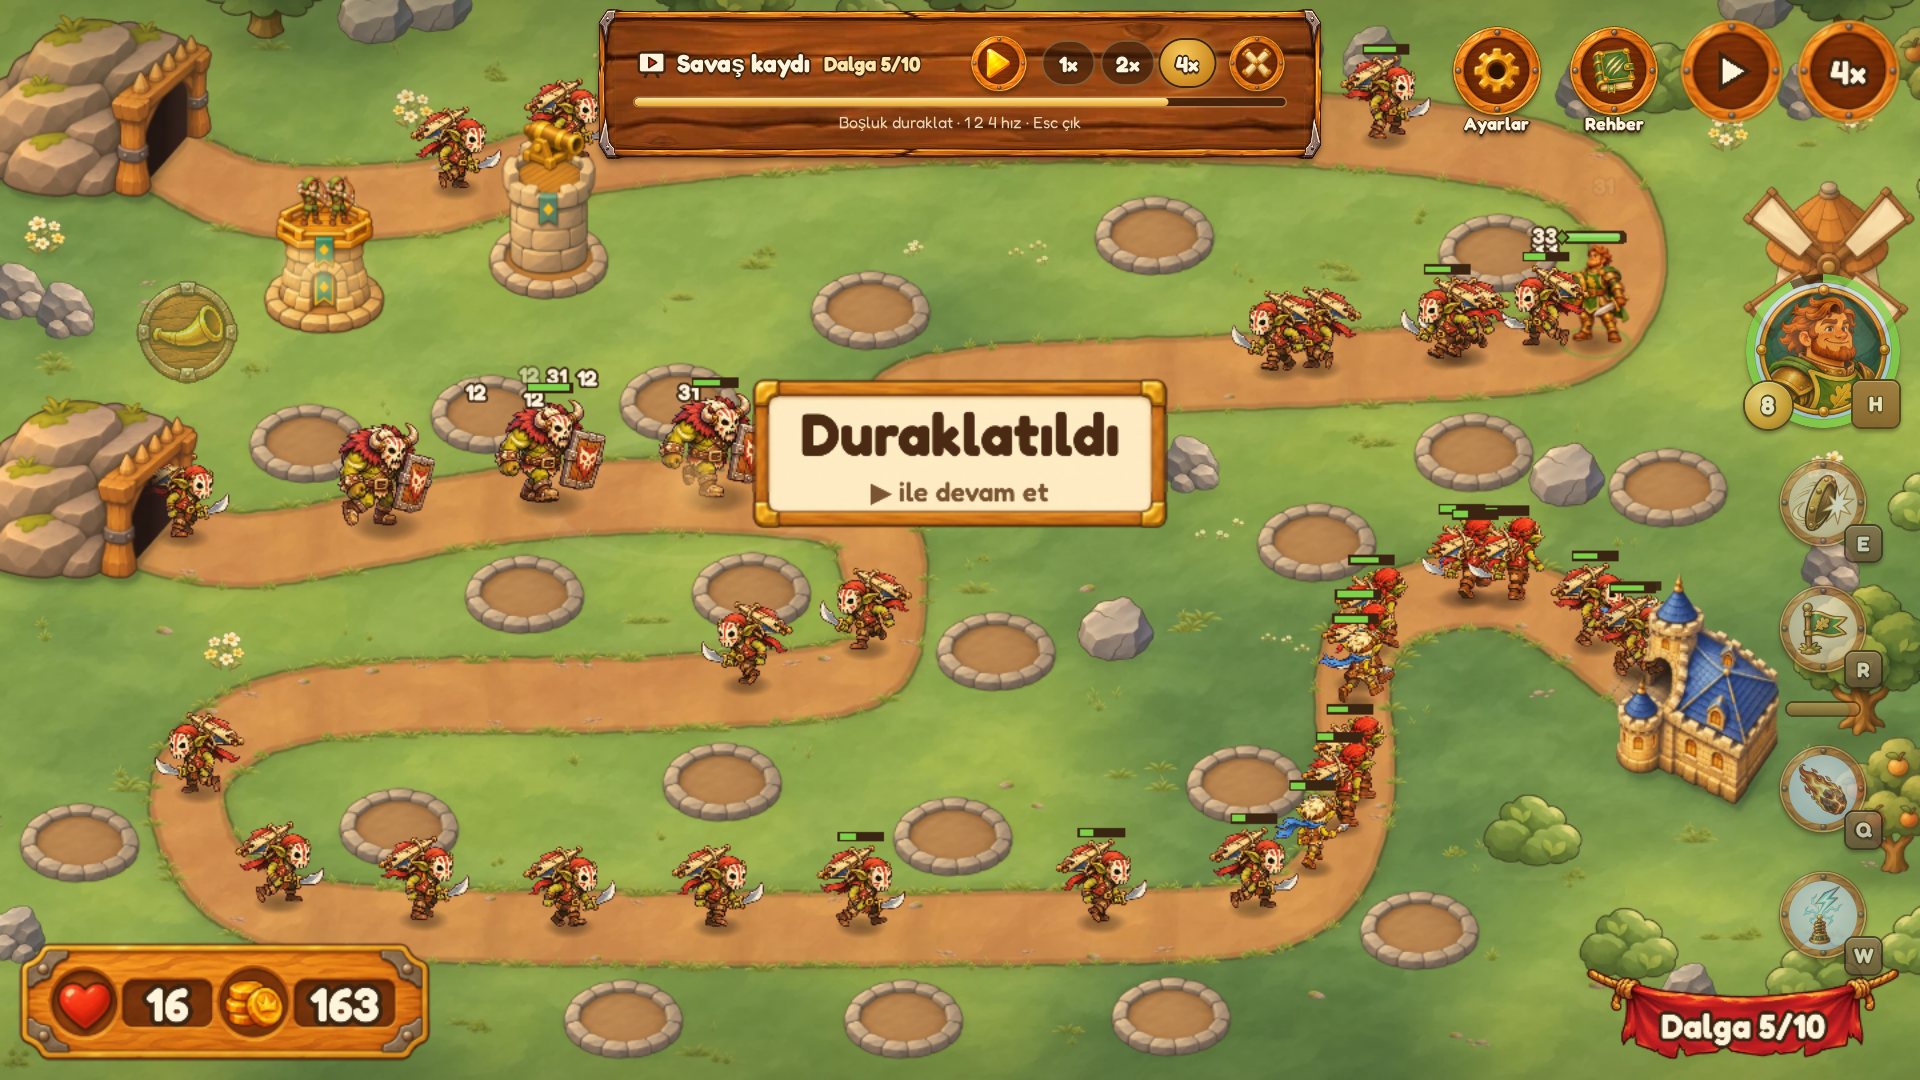 Savaş kaydı Dalga 5/10
1x 2x 4x
Boşluk duraklat · 1 2 4 hız · Esc çık
Ayarlar
Rehber
4x
31
33
12 31 12
12
12
31
Duraklatıldı
▶ ile devam et
8
H
E
R
Q
W
16
163
Dalga 5/10